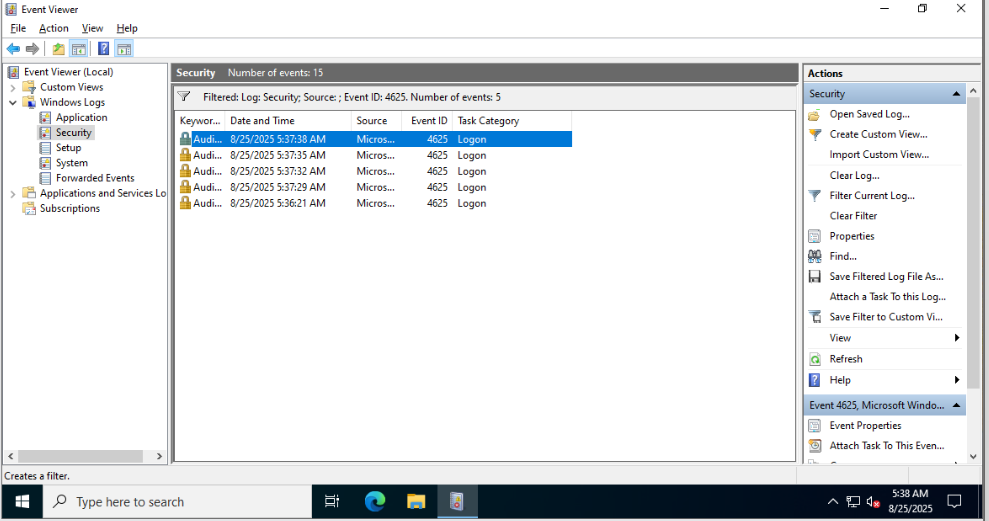 Event Viewer
File Action View Help
Event Viewer (Local)
Custom Views
Windows Logs
Application
Security
Setup
System
Forwarded Events
Applications and Services Lo
Subscriptions
Security Number of events: 15
Filtered: Log: Security; Source: ; Event ID: 4625. Number of events: 5
Keywor... Date and Time Source Event ID Task Category
Audi... 8/25/2025 5:37:38 AM Micros... 4625 Logon
Audi... 8/25/2025 5:37:35 AM Micros... 4625 Logon
Audi... 8/25/2025 5:37:32 AM Micros... 4625 Logon
Audi... 8/25/2025 5:37:29 AM Micros... 4625 Logon
Audi... 8/25/2025 5:36:21 AM Micros... 4625 Logon
Actions
Security
Open Saved Log...
Create Custom View...
Import Custom View...
Clear Log...
Filter Current Log...
Clear Filter
Properties
Find...
Save Filtered Log File As...
Attach a Task To this Log...
Save Filter to Custom Vi...
View
Refresh
Help
Event 4625, Microsoft Windo...
Event Properties
Attach Task To This Even...
Creates a filter.
Type here to search
5:38 AM
8/25/2025